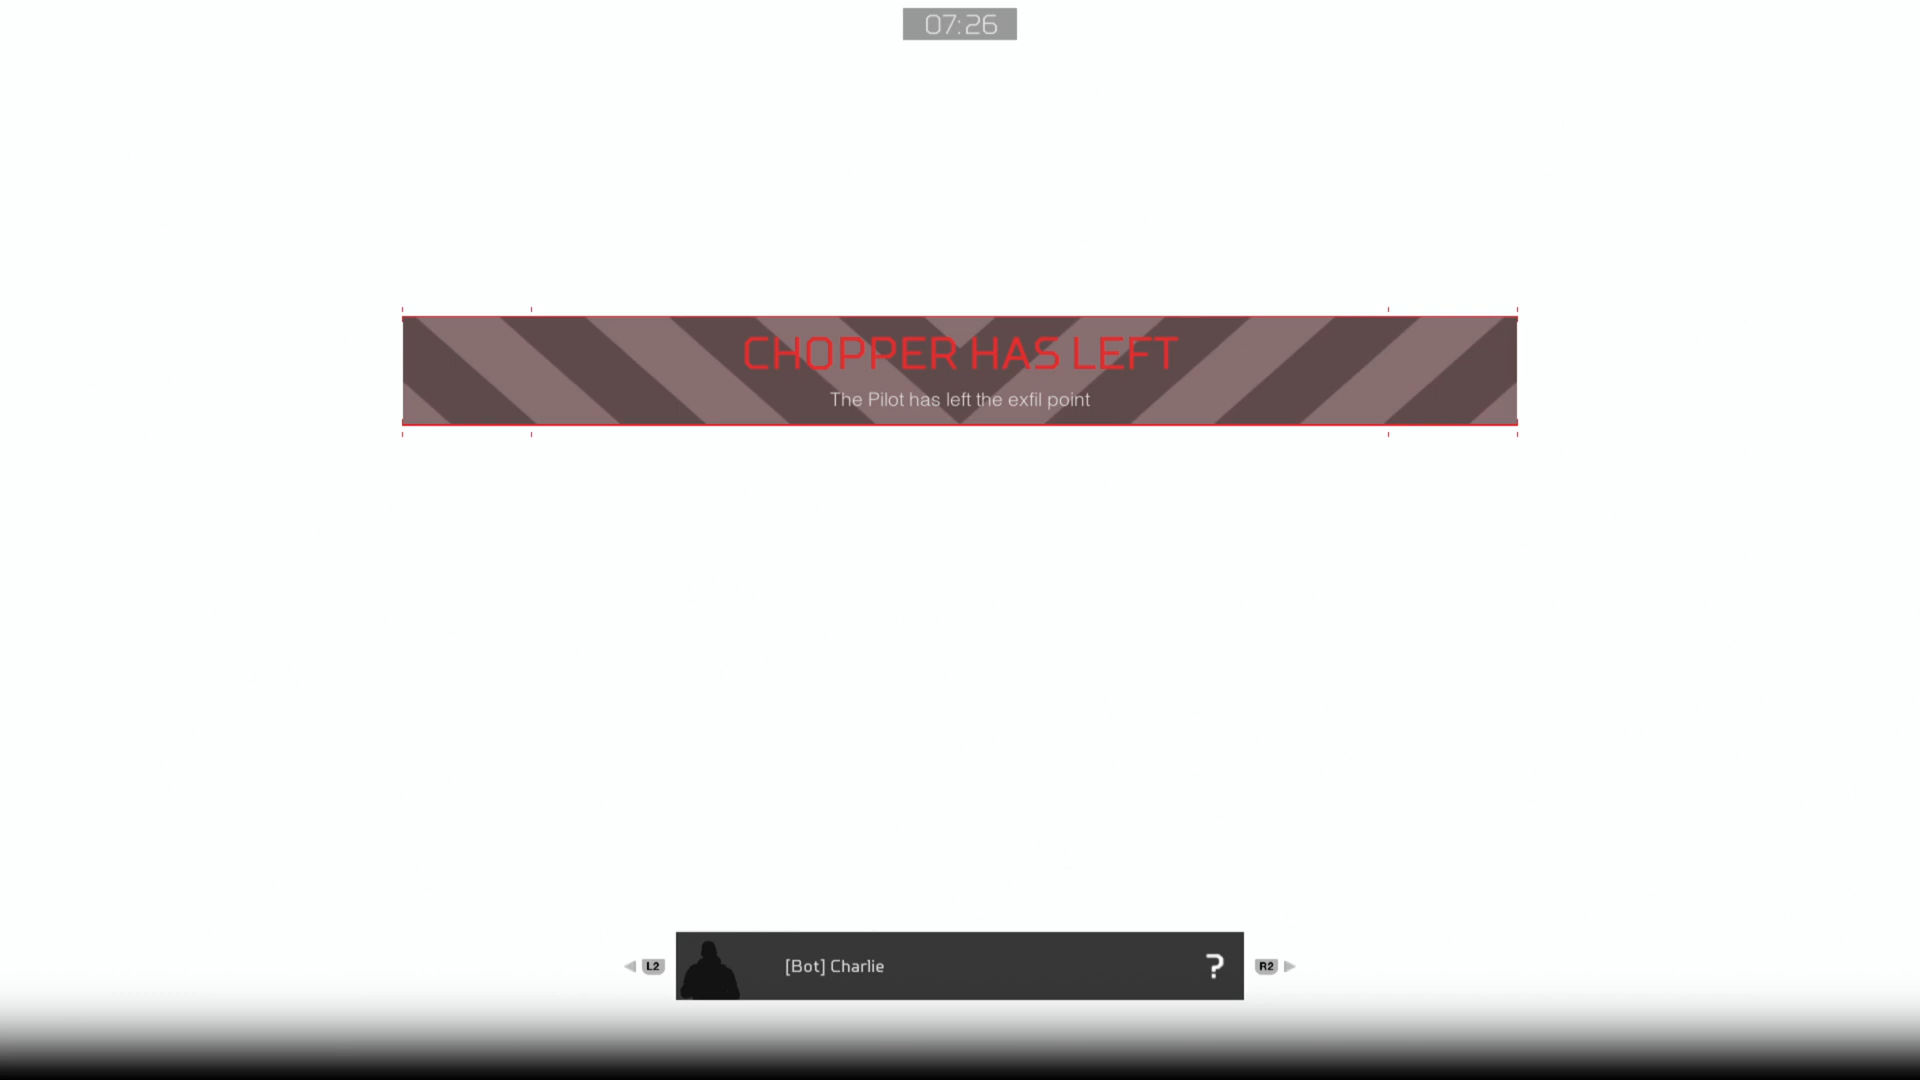 07:26
CHOPPER HAS LEFT
The Pilot has left the exfil point
L2 [Bot] Charlie ? R2